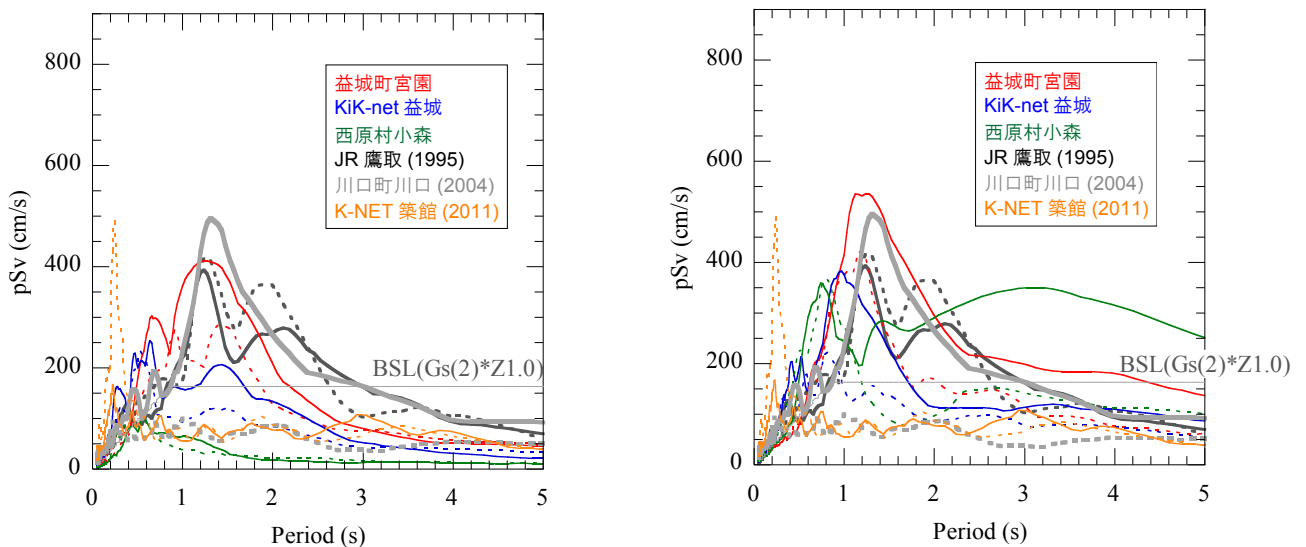 800
600
400
200
0
pSv (cm/s)
益城町宮園
KiK-net 益城
西原村小森
JR 鷹取 (1995)
川口町川口 (2004)
K-NET 築館 (2011)
BSL(Gs(2)*Z1.0)
0 1 2 3 4 5
Period (s)
800
600
400
200
0
pSv (cm/s)
益城町宮園
KiK-net 益城
西原村小森
JR 鷹取 (1995)
川口町川口 (2004)
K-NET 築館 (2011)
BSL(Gs(2)*Z1.0)
0 1 2 3 4 5
Period (s)